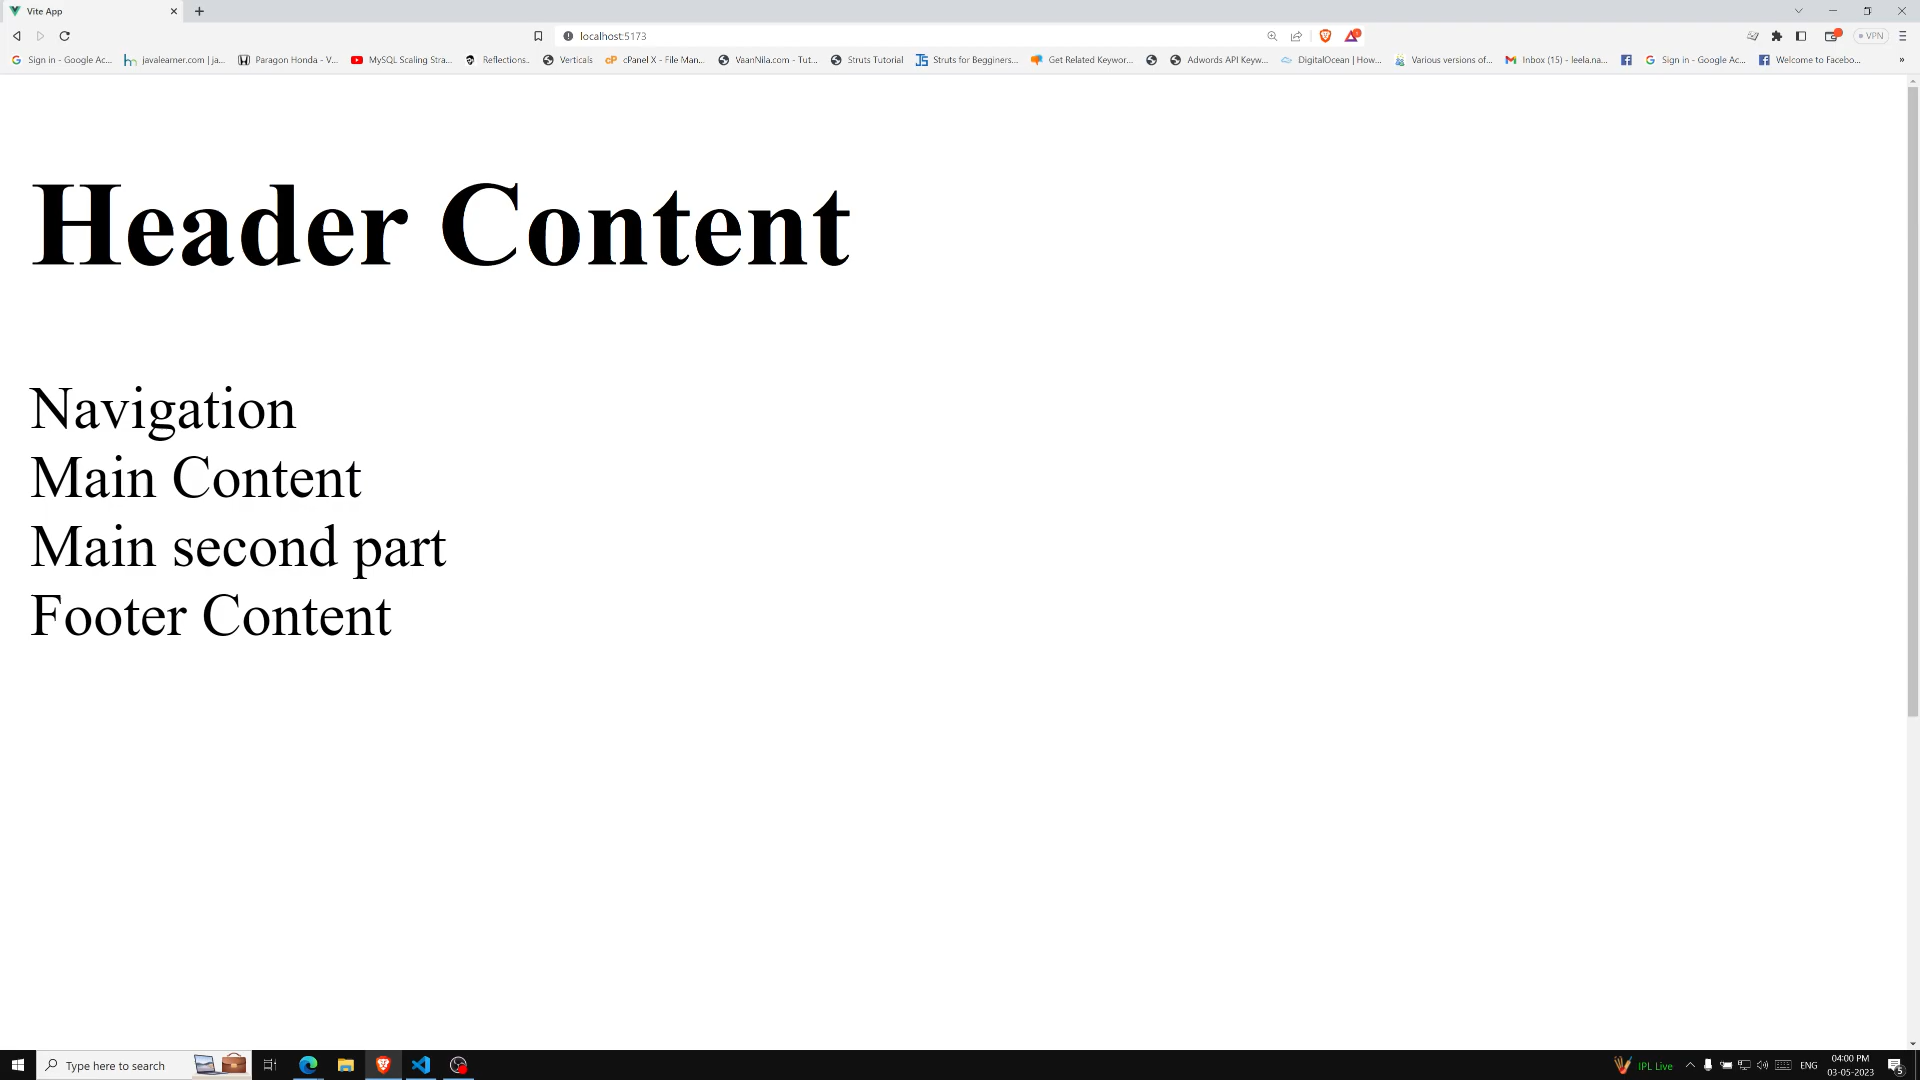 Vite App
localhost:5173
VPN
Sign in - Google Ac... javalearner.com | ja... Paragon Honda - V... MySQL Scaling Stra... Reflections.. Verticals cPanel X - File Man... VaanNila.com - Tut... Struts Tutorial Struts for Begginers... Get Related Keywor... Adwords API Keyw... DigitalOcean | How... Various versions of... Inbox (15) - leela.na... Sign in - Google Ac... Welcome to Facebo... »
Header Content
Navigation
Main Content
Main second part
Footer Content
Type here to search
IPL Live
ENG
04:00 PM
03-05-2023
5